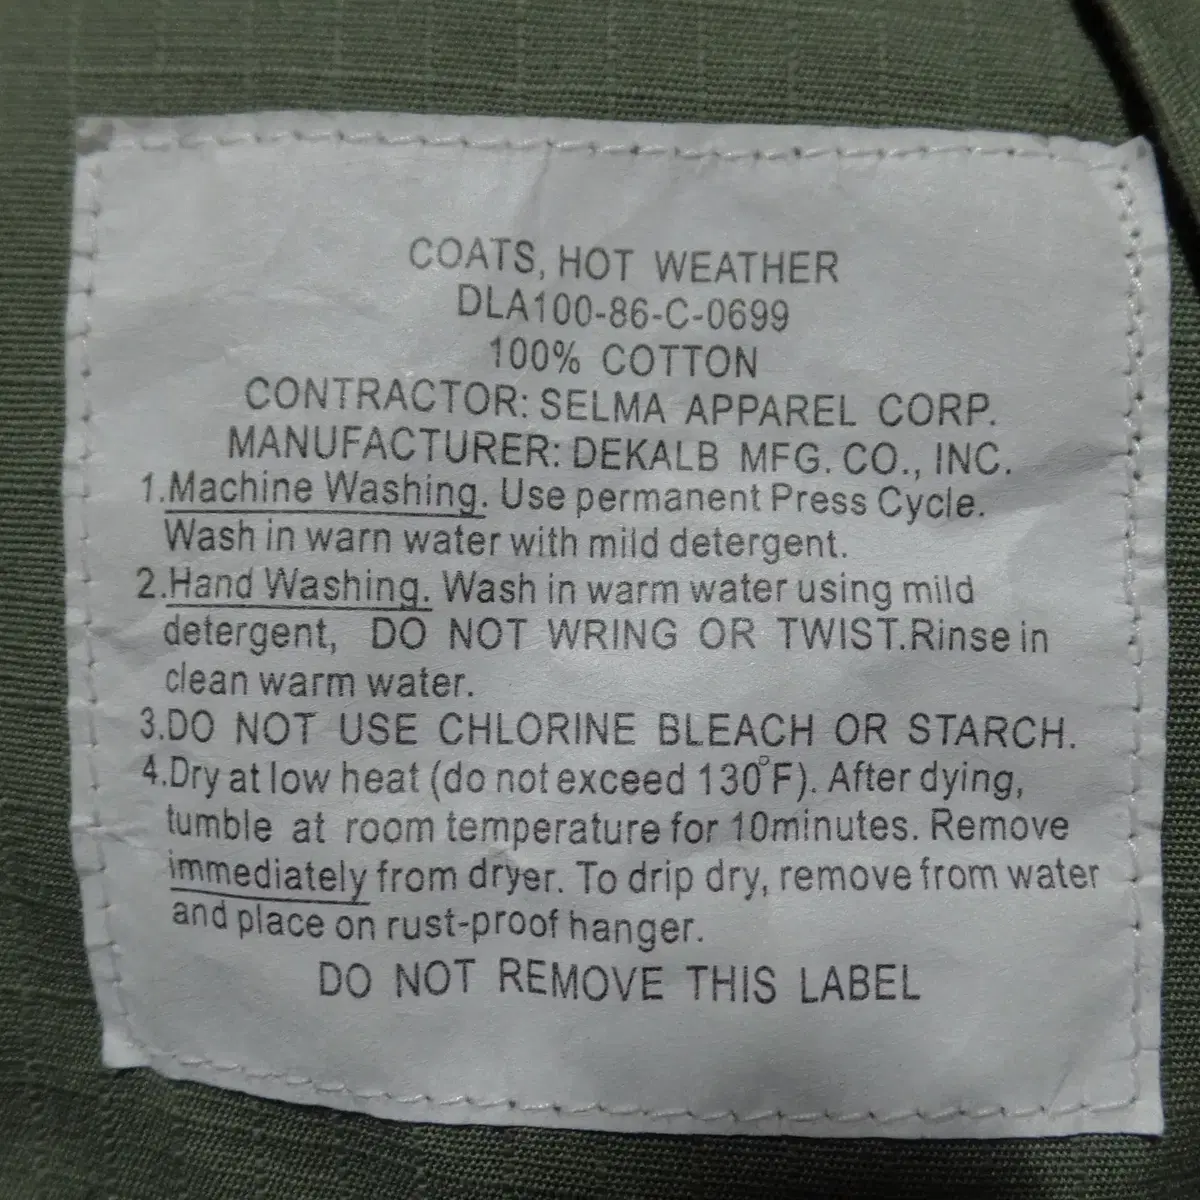 COATS, HOT WEATHER
DLA100-86-C-0699
100% COTTON
CONTRACTOR: SELMA APPAREL CORP.
MANUFACTURER: DEKALB MFG. CO., INC.
1.Machine Washing. Use permanent Press Cycle.
Wash in warn water with mild detergent.
2.Hand Washing. Wash in warm water using mild
detergent, DO NOT WRING OR TWIST.Rinse in
clean warm water.
3.DO NOT USE CHLORINE BLEACH OR STARCH.
4.Dry at low heat (do not exceed 130°F). After dying,
tumble at room temperature for 10minutes. Remove
immediately from dryer. To drip dry, remove from water
and place on rust-proof hanger.
DO NOT REMOVE THIS LABEL